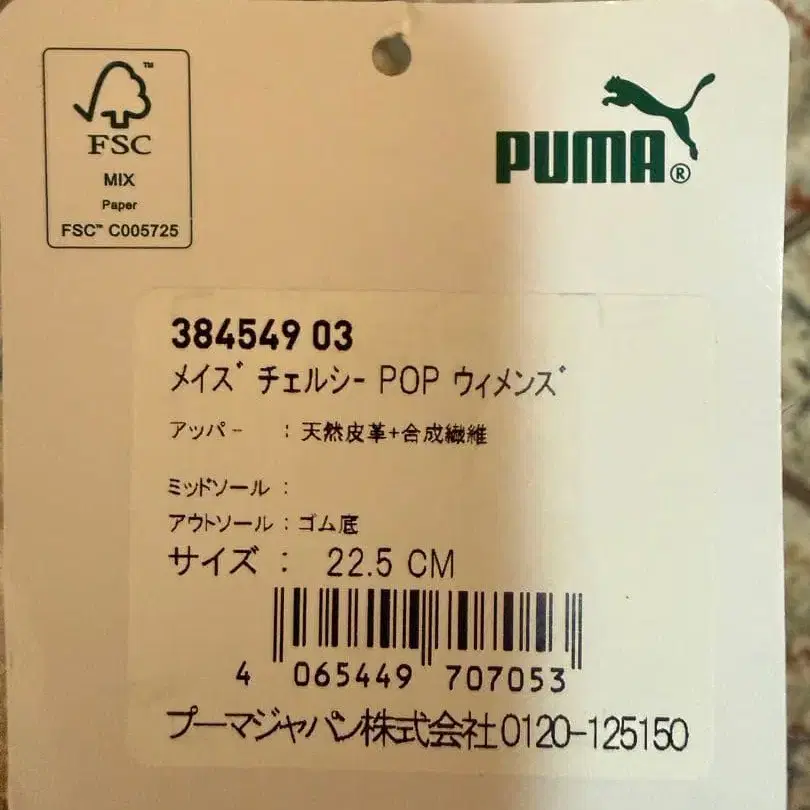 FSC
MIX
Paper
FSC™ C005725
PUMA®
384549 03
メイズ チェルシー POP ウィメンズ
アッパー : 天然皮革+合成繊維
ミッドソール :
アウトソール : ゴム底
サイズ : 22.5 CM
4 065449 707053
プーマジャパン株式会社0120-125150